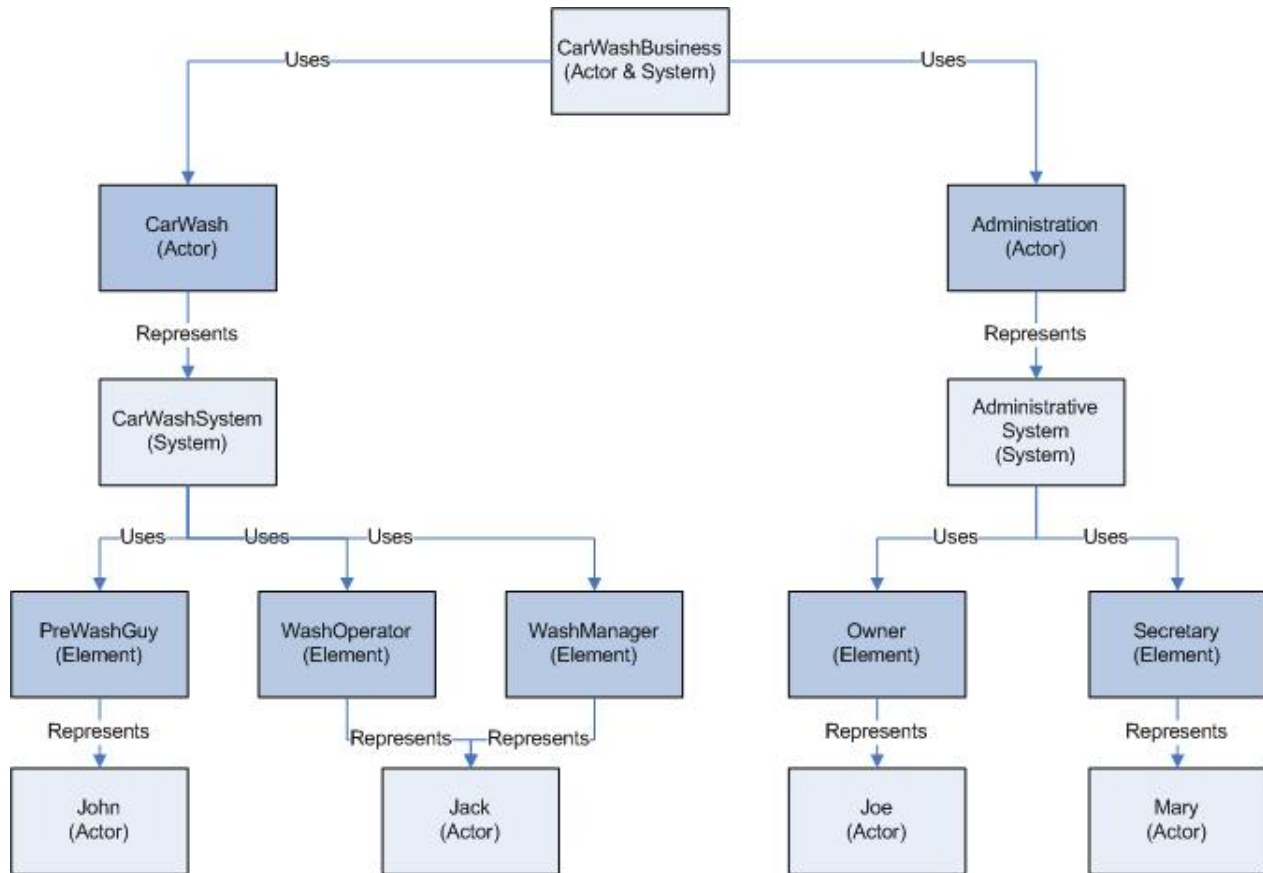 CarWashBusiness
(Actor & System)
Uses
Uses
CarWash
(Actor)
Administration
(Actor)
Represents
Represents
CarWashSystem
(System)
Administrative
System
(System)
Uses
Uses
Uses
Uses
Uses
PreWashGuy
(Element)
WashOperator
(Element)
WashManager
(Element)
Owner
(Element)
Secretary
(Element)
Represents
Represents
Represents
Represents
Represents
John
(Actor)
Jack
(Actor)
Joe
(Actor)
Mary
(Actor)